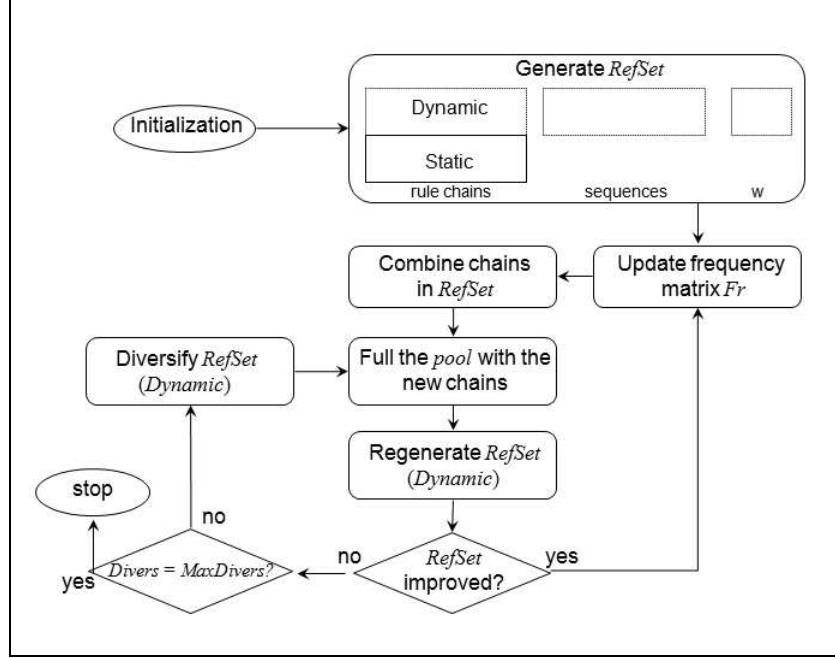 Generate RefSet
Initialization
Dynamic
Static
rule chains sequences w
Combine chains
in RefSet
Update frequency
matrix Fr
Diversify RefSet
(Dynamic)
Full the pool with the
new chains
Regenerate RefSet
(Dynamic)
stop
no
yes
Divers = MaxDivers?
no
RefSet
improved?
yes